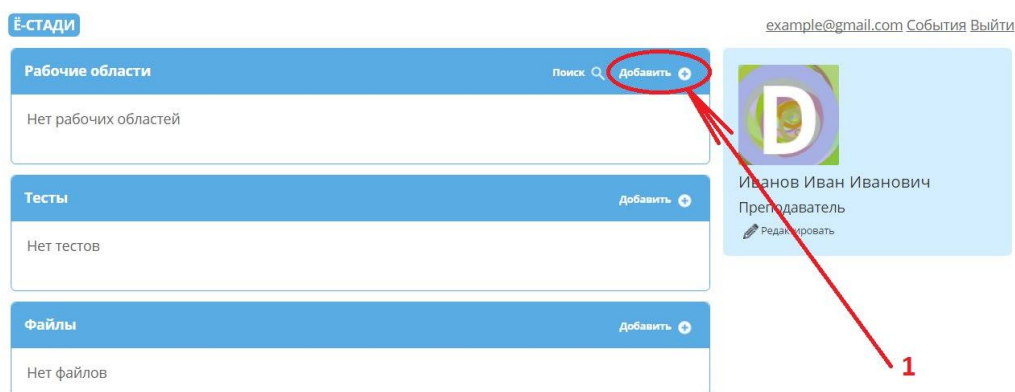 Ё-СТАДИ
example@gmail.com События Выйти
Рабочие области
Поиск Добавить
Нет рабочих областей
Иванов Иван Иванович
Преподаватель
Редактировать
Тесты
Добавить
Нет тестов
Файлы
Добавить
Нет файлов
1
D